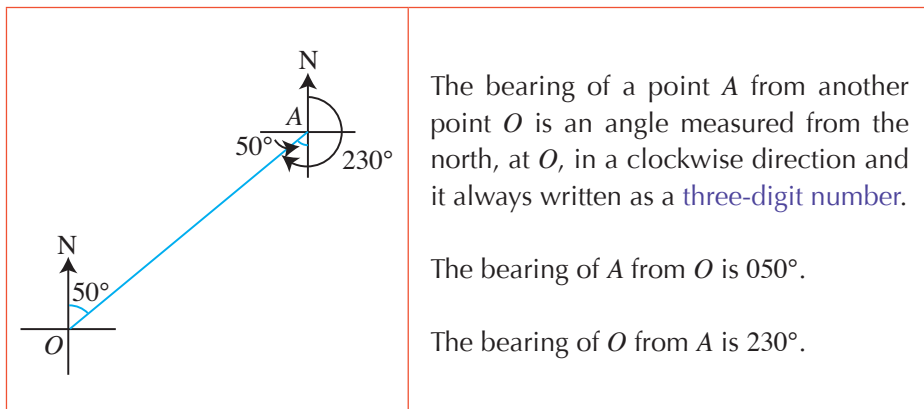 N
A
50°
230°
N
50°
O
The bearing of a point A from another
point O is an angle measured from the
north, at O, in a clockwise direction and
it always written as a three-digit number.
The bearing of A from O is 050°.
The bearing of O from A is 230°.